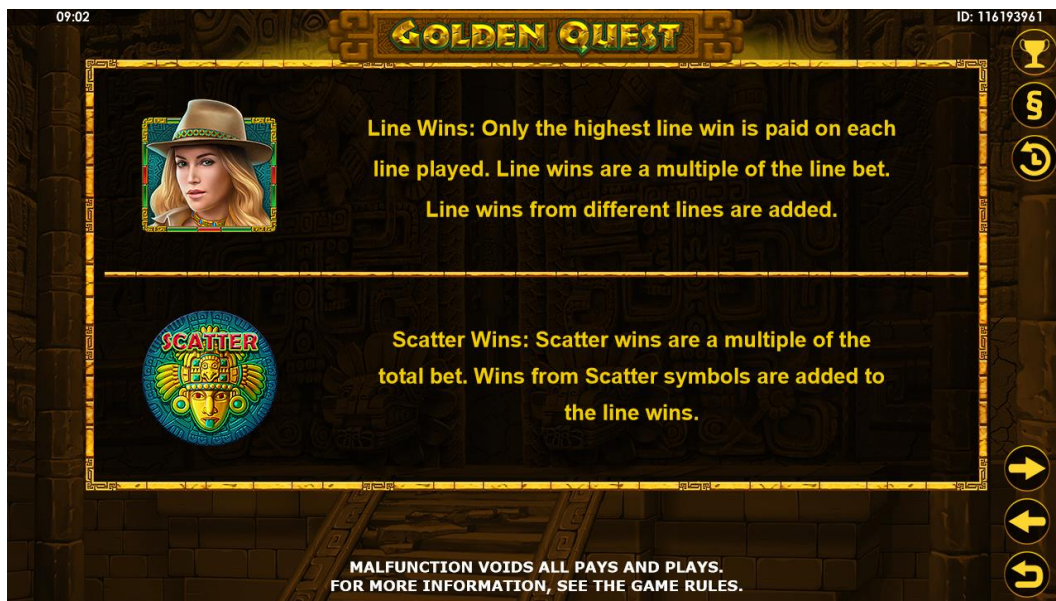 09:02
GOLDEN QUEST
ID: 116193961
§
Line Wins: Only the highest line win is paid on each
line played. Line wins are a multiple of the line bet.
Line wins from different lines are added.
SCATTER
Scatter Wins: Scatter wins are a multiple of the
total bet. Wins from Scatter symbols are added to
the line wins.
MALFUNCTION VOIDS ALL PAYS AND PLAYS.
FOR MORE INFORMATION, SEE THE GAME RULES.